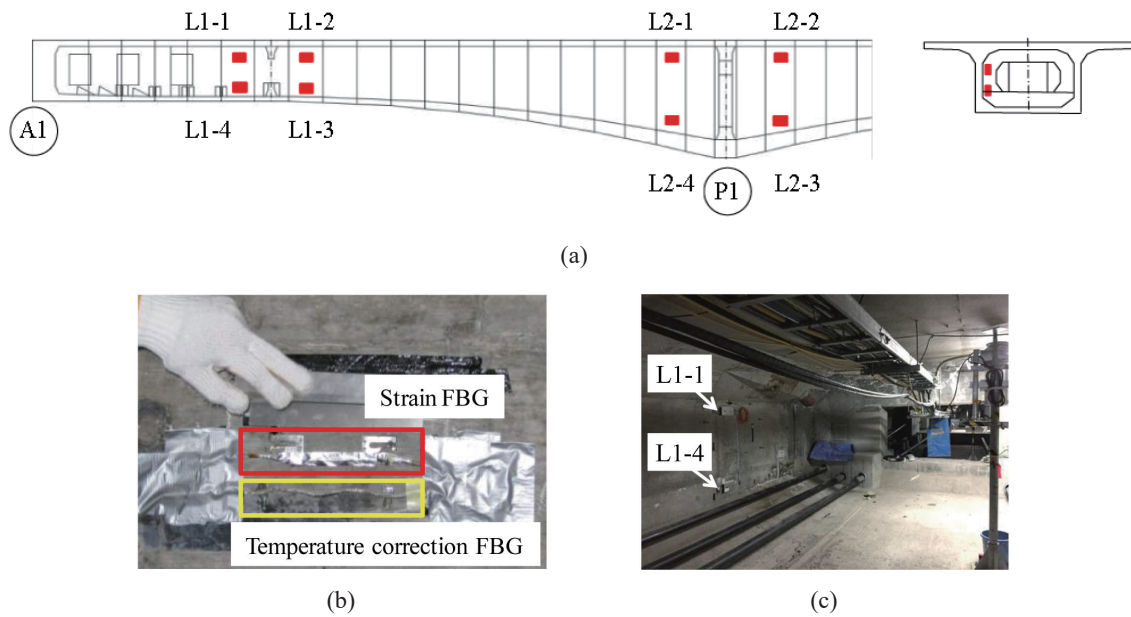 L1-1 L1-2 L2-1 L2-2
L1-4 L1-3 L2-4 L2-3
A1 P1
(a)
Strain FBG
Temperature correction FBG
(b)
L1-1
L1-4
(c)